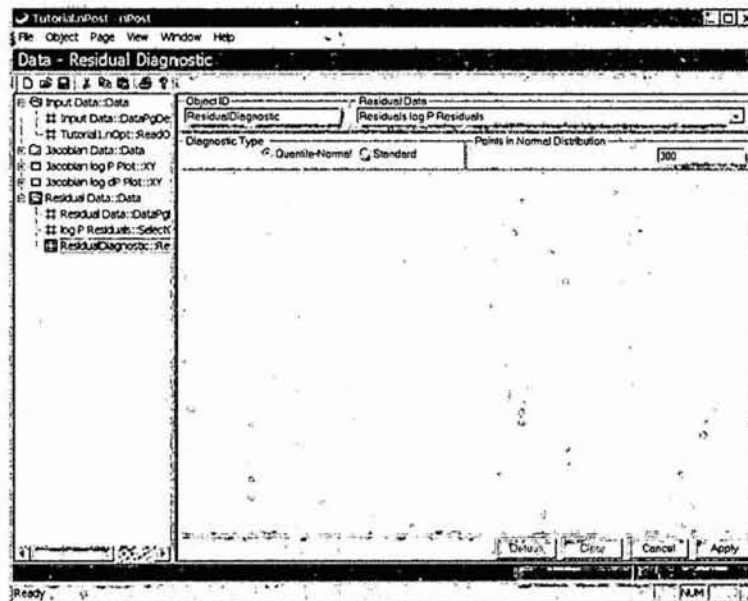 Tutorial.nPost - nPost
File Object Page View Window Help
Data - Residual Diagnostic
Input Data::Data
Input Data::DataPgDe
Tutorial1.nOpt::ReadO
Jacobian Data::Data
Jacobian log P Plot::XY
Jacobian log dP Plot::XY
Residual Data::Data
Residual Data::DataPgl
log P Residuals::SelectC
ResidualDiagnostic::Re
Object ID
ResidualDiagnostic
Residual Data
Residuals log P Residuals
Diagnostic Type
Quantile-Normal Standard
Points in Normal Distribution
300
Default Clear Cancel Apply
Ready
NUM